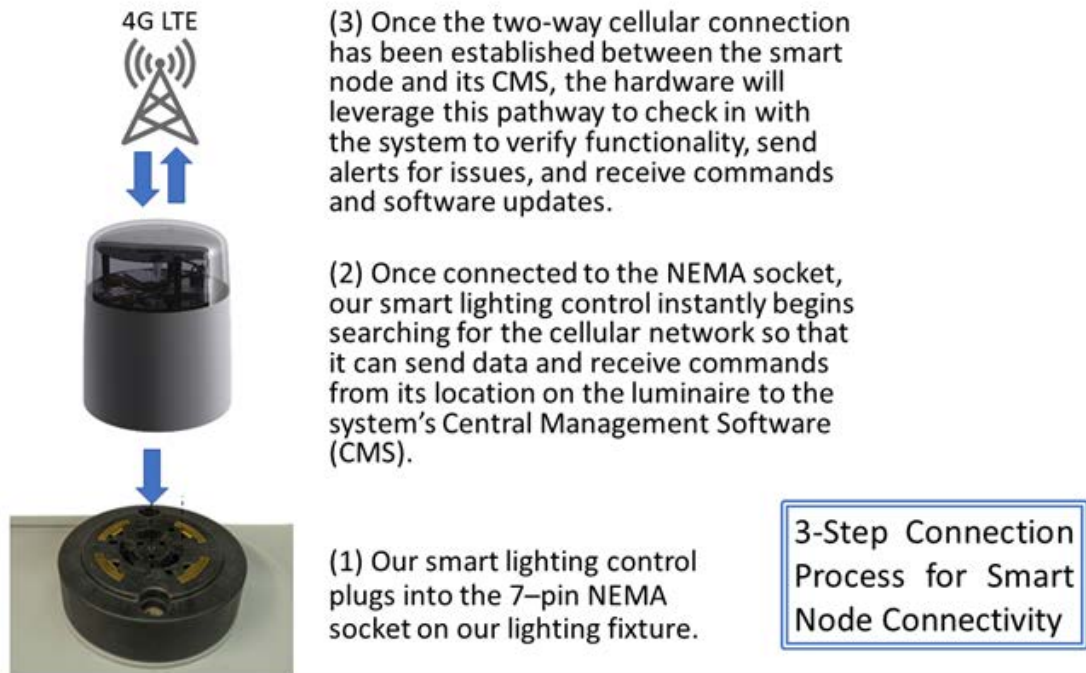 4G LTE
(3) Once the two-way cellular connection
has been established between the smart
node and its CMS, the hardware will
leverage this pathway to check in with
the system to verify functionality, send
alerts for issues, and receive commands
and software updates.
(2) Once connected to the NEMA socket,
our smart lighting control instantly begins
searching for the cellular network so that
it can send data and receive commands
from its location on the luminaire to the
system’s Central Management Software
(CMS).
(1) Our smart lighting control
plugs into the 7–pin NEMA
socket on our lighting fixture.
3-Step Connection
Process for Smart
Node Connectivity